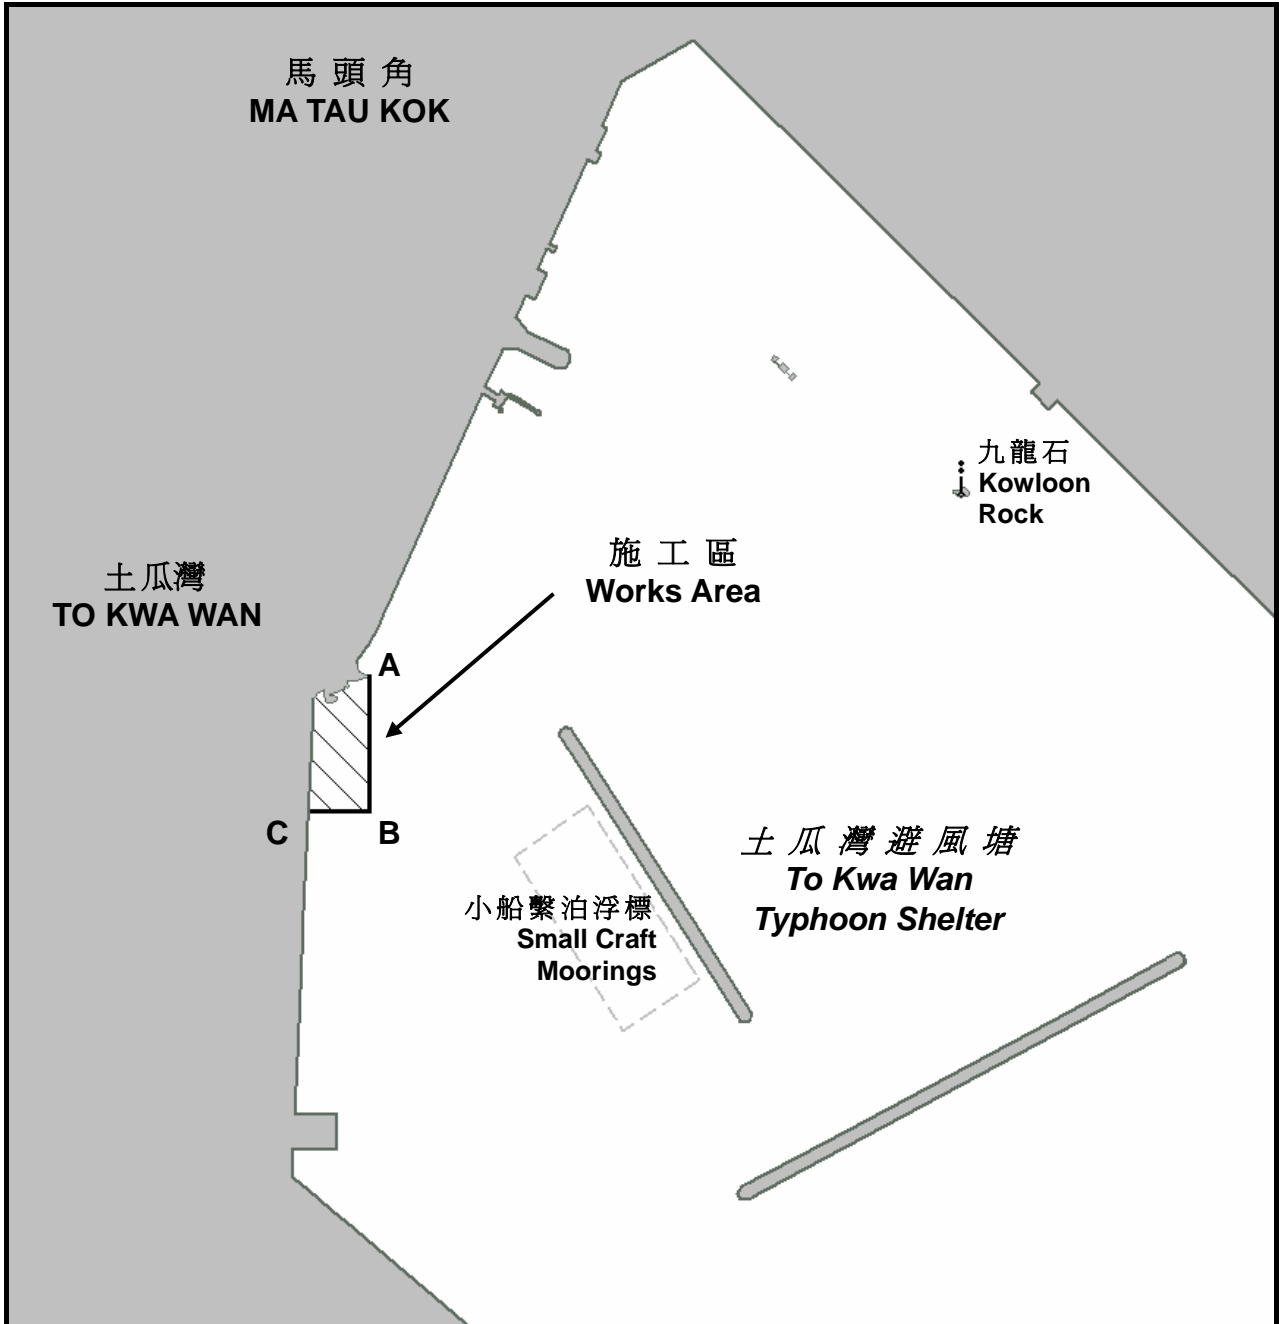 馬頭角
MA TAU KOK
九龍石
Kowloon
Rock
施工區
Works Area
土瓜灣
TO KWA WAN
A
C
B
土瓜灣避風塘
To Kwa Wan
Typhoon Shelter
小船繫泊浮標
Small Craft
Moorings